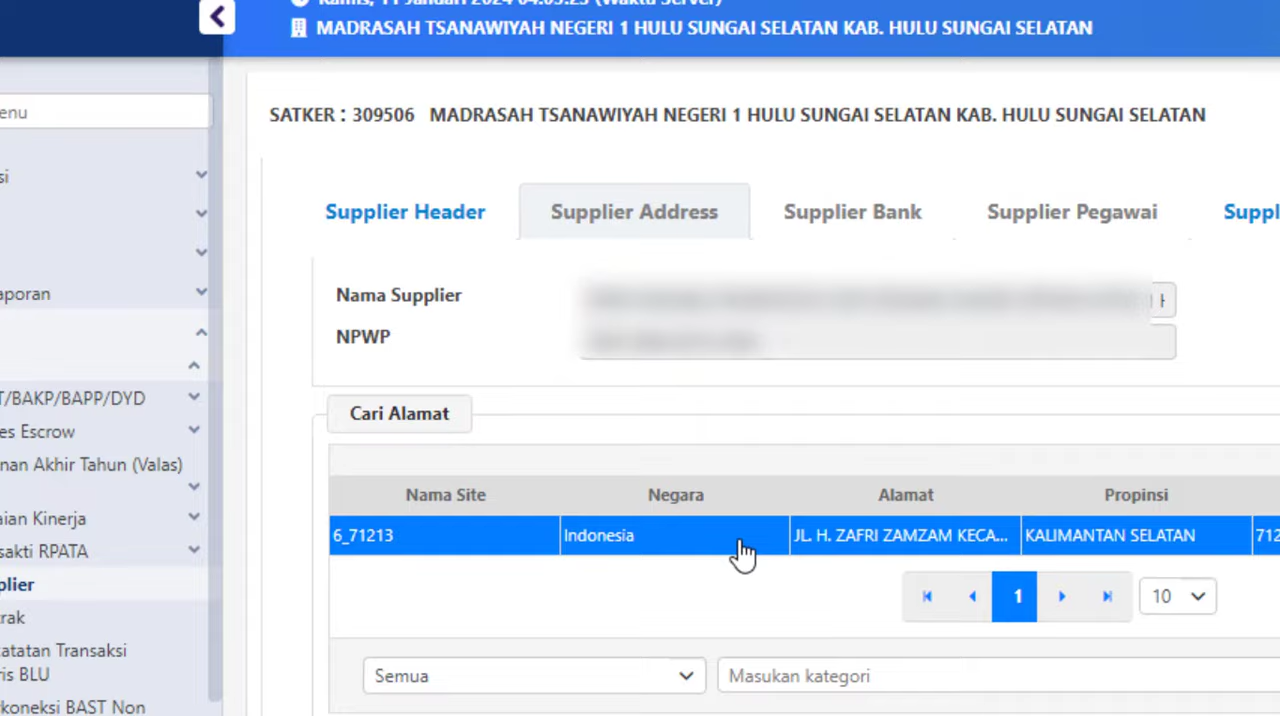 MADRASAH TSANAWIYAH NEGERI 1 HULU SUNGAI SELATAN KAB. HULU SUNGAI SELATAN
enu
SATKER : 309506 MADRASAH TSANAWIYAH NEGERI 1 HULU SUNGAI SELATAN KAB. HULU SUNGAI SELATAN
si
Supplier Header Supplier Address Supplier Bank Supplier Pegawai Suppl
aporan
Nama Supplier
NPWP
T/BAKP/BAPP/DYD
Cari Alamat
es Escrow
nan Akhir Tahun (Valas)
Nama Site Negara Alamat Propinsi
aian Kinerja
6_71213 Indonesia JL. H. ZAFRI ZAMZAM KECA... KALIMANTAN SELATAN 712
sakti RPATA
plier
1 10
rak
atatan Transaksi
ris BLU
Semua Masukan kategori
rkoneksi BAST Non